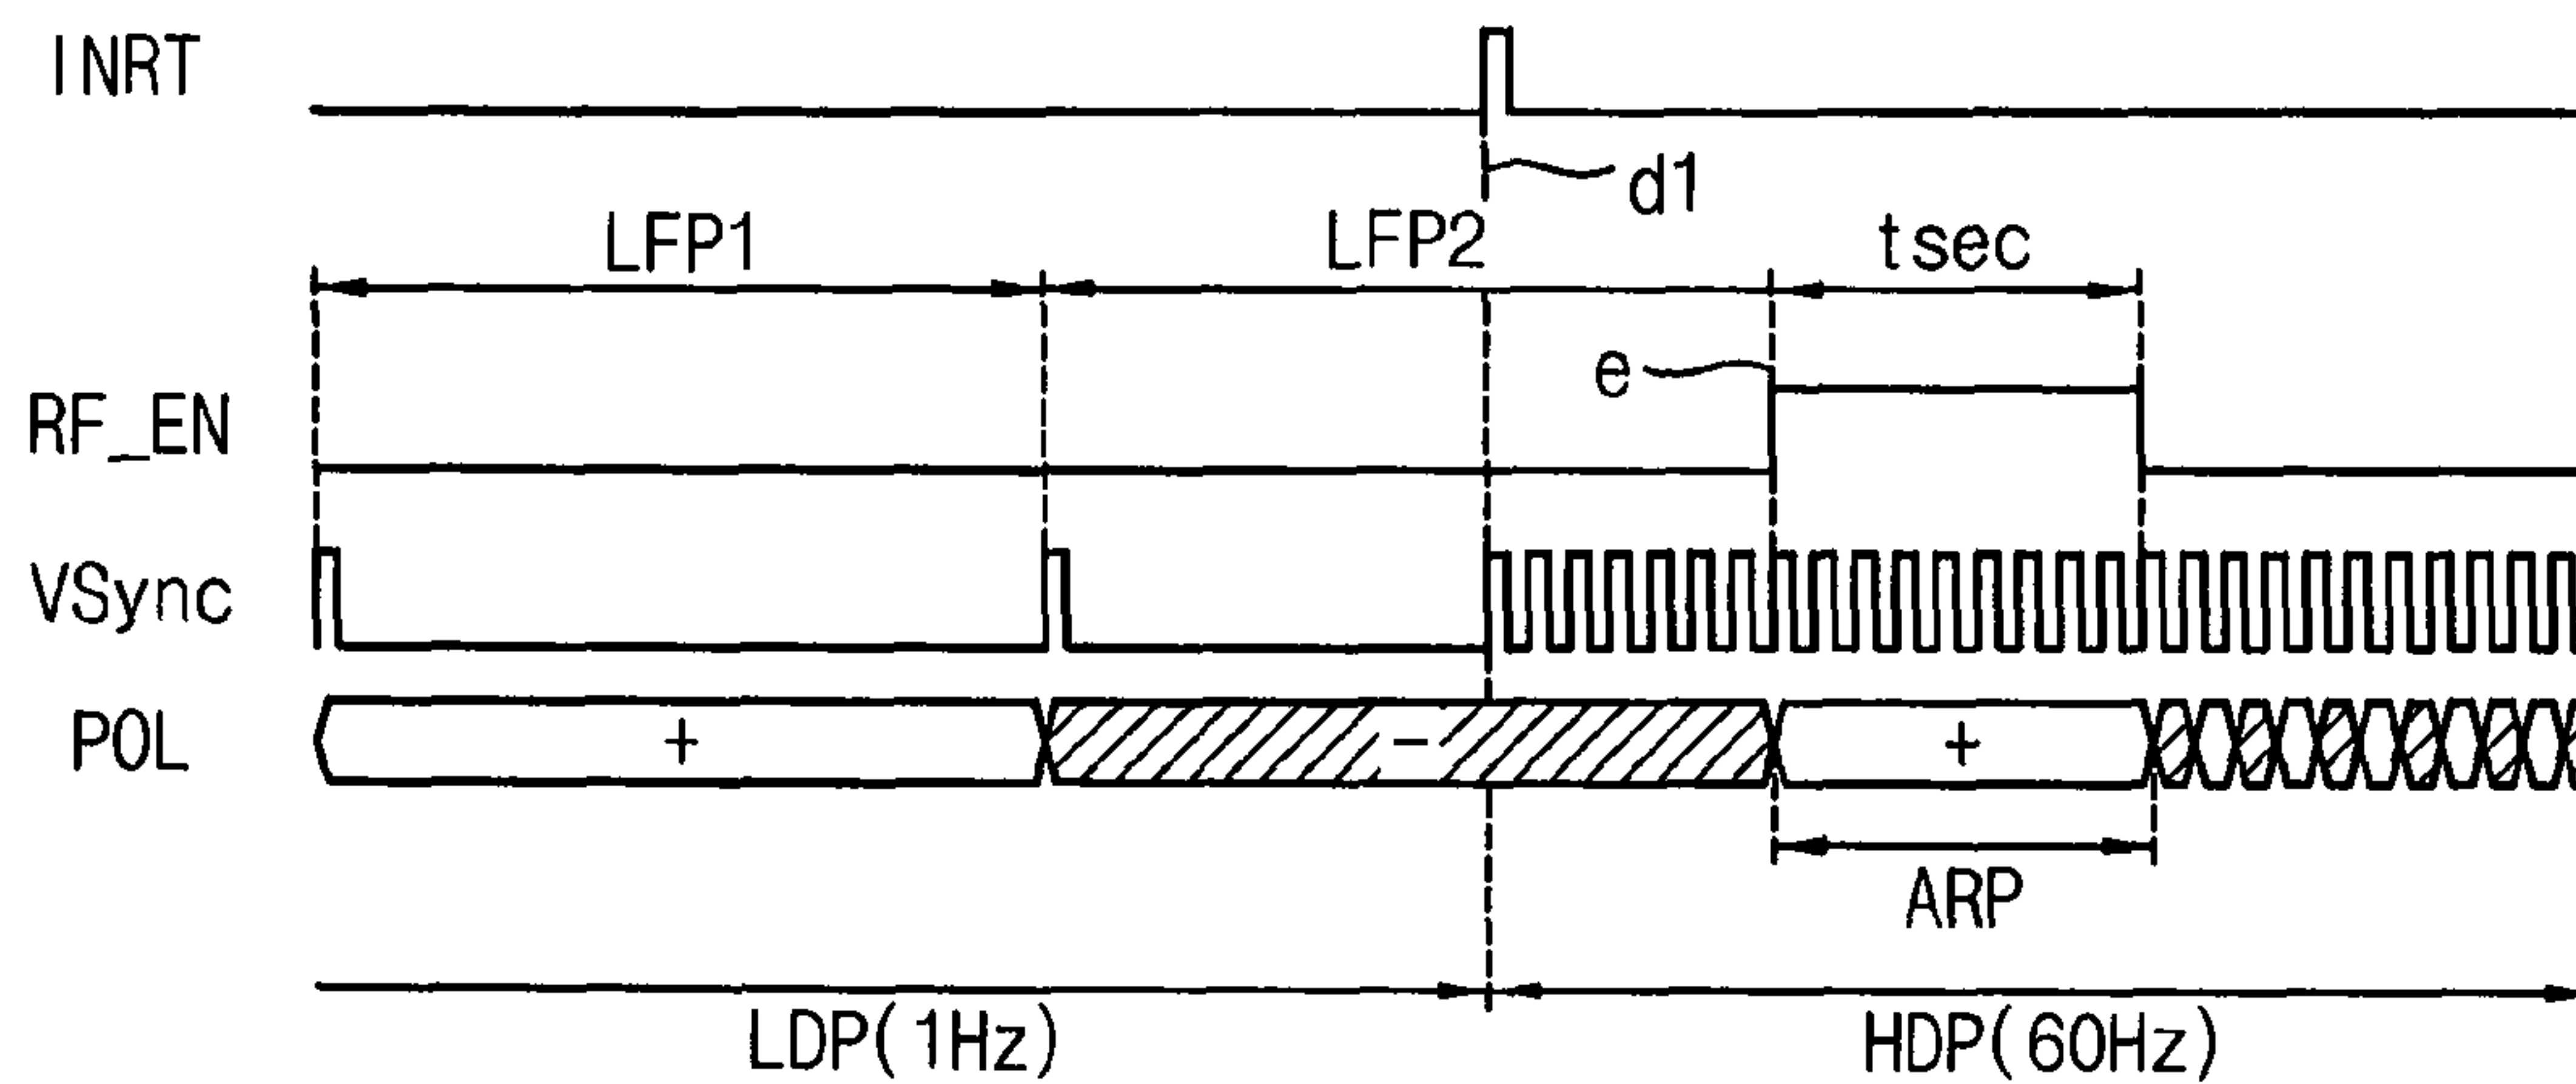 INRT
d1
LFP1
LFP2
tsec
e
RF_EN
VSync
POL
+
-
+
ARP
LDP(1Hz)
HDP(60Hz)